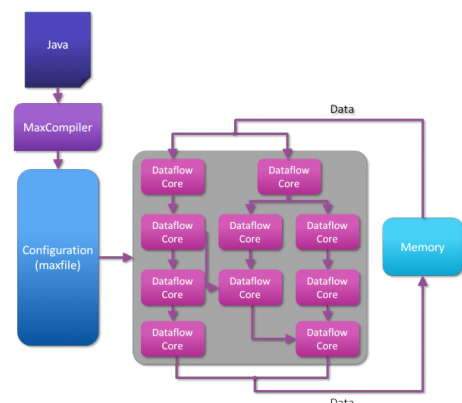 Java
Data
MaxCompiler
Dataflow
Core
Dataflow
Core
Configuration
(maxfile)
Dataflow
Core
Dataflow
Core
Dataflow
Core
Memory
Dataflow
Core
Dataflow
Core
Dataflow
Core
Dataflow
Core
Dataflow
Core
Data